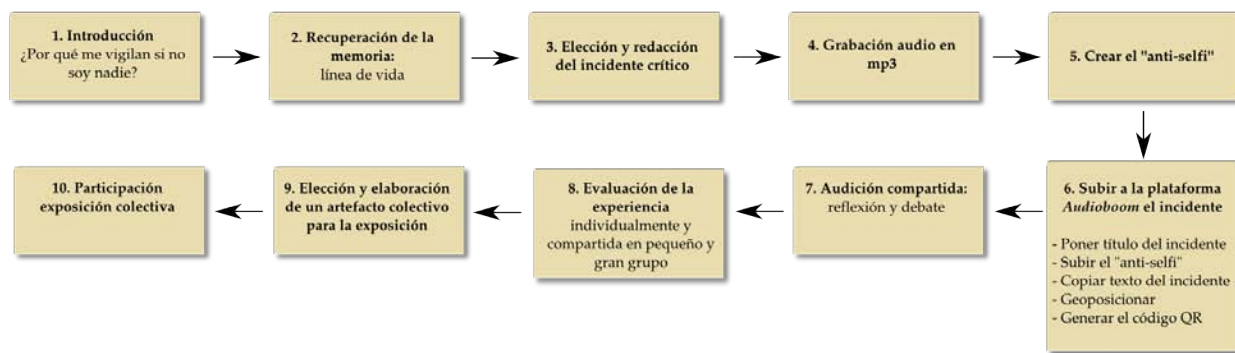 1. Introducción
¿Por qué me vigilan si no
soy nadie?
2. Recuperación de la
memoria:
línea de vida
3. Elección y redacción
del incidente crítico
4. Grabación audio en
mp3
5. Crear el "anti-selfi"
6. Subir a la plataforma
Audioboom el incidente
- Poner título del incidente
- Subir el "anti-selfi"
- Copiar texto del incidente
- Geoposicionar
- Generar el código QR
7. Audición compartida:
reflexión y debate
8. Evaluación de la
experiencia
individualmente y
compartida en pequeño y
gran grupo
9. Elección y elaboración
de un artefacto colectivo
para la exposición
10. Participación
exposición colectiva